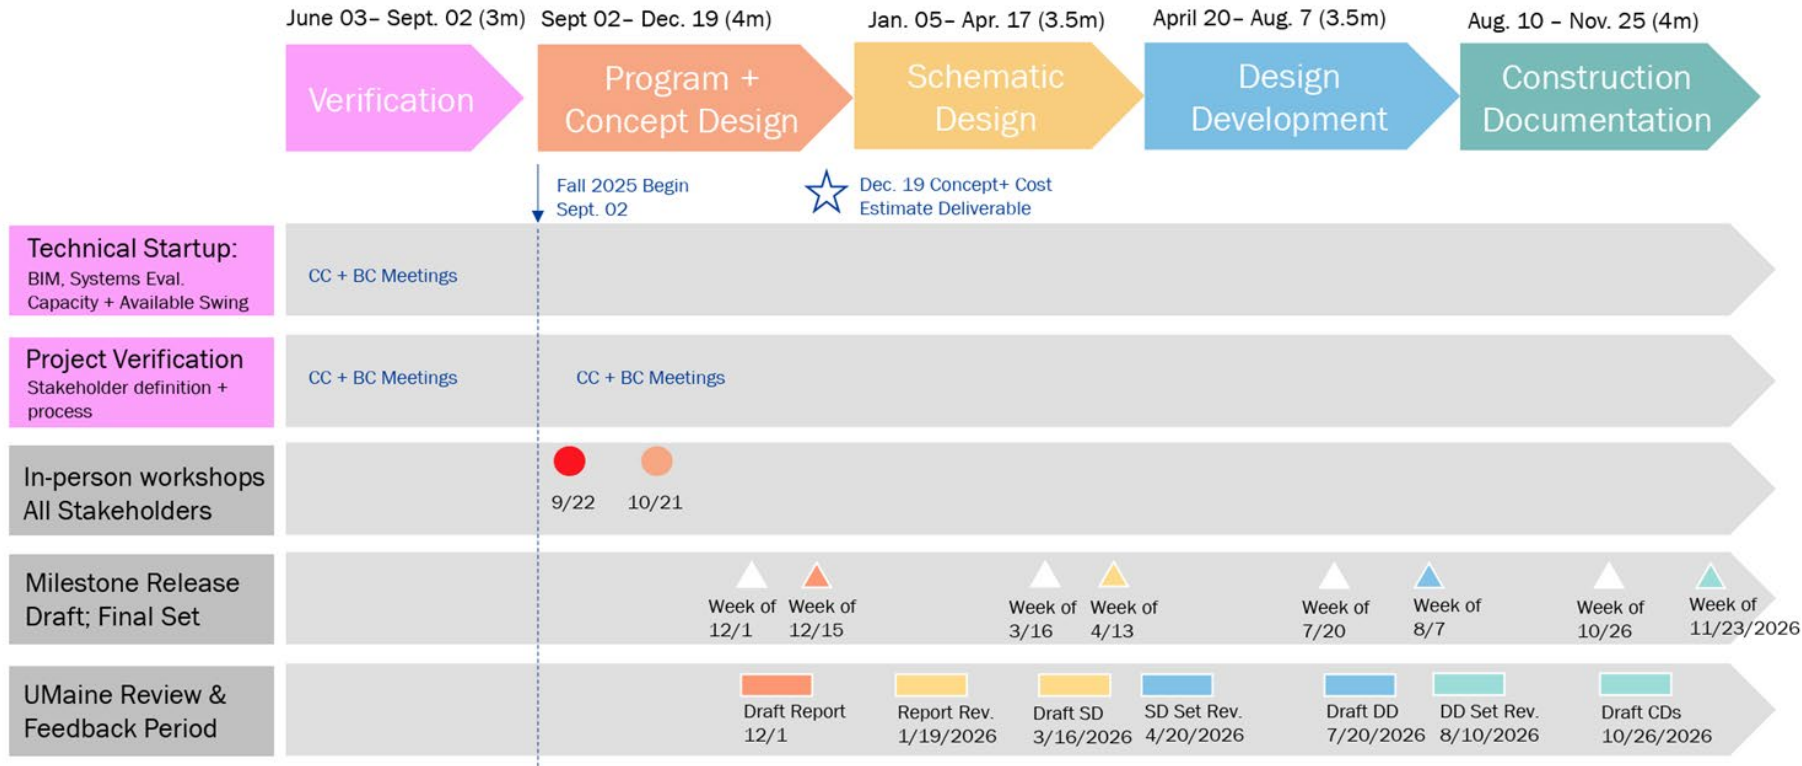 June 03– Sept. 02 (3m)
Sept 02– Dec. 19 (4m)
Jan. 05– Apr. 17 (3.5m)
April 20– Aug. 7 (3.5m)
Aug. 10 – Nov. 25 (4m)
Verification
Program +
Concept Design
Schematic
Design
Design
Development
Construction
Documentation
Fall 2025 Begin
Sept. 02
Dec. 19 Concept+ Cost
Estimate Deliverable
Technical Startup:
BIM, Systems Eval.
Capacity + Available Swing
CC + BC Meetings
Project Verification
Stakeholder definition +
process
CC + BC Meetings
CC + BC Meetings
In-person workshops
All Stakeholders
9/22
10/21
Milestone Release
Draft; Final Set
Week of
12/1
Week of
12/15
Week of
3/16
Week of
4/13
Week of
7/20
Week of
8/7
Week of
10/26
Week of
11/23/2026
UMaine Review &
Feedback Period
Draft Report
12/1
Report Rev.
1/19/2026
Draft SD
3/16/2026
SD Set Rev.
4/20/2026
Draft DD
7/20/2026
DD Set Rev.
8/10/2026
Draft CDs
10/26/2026